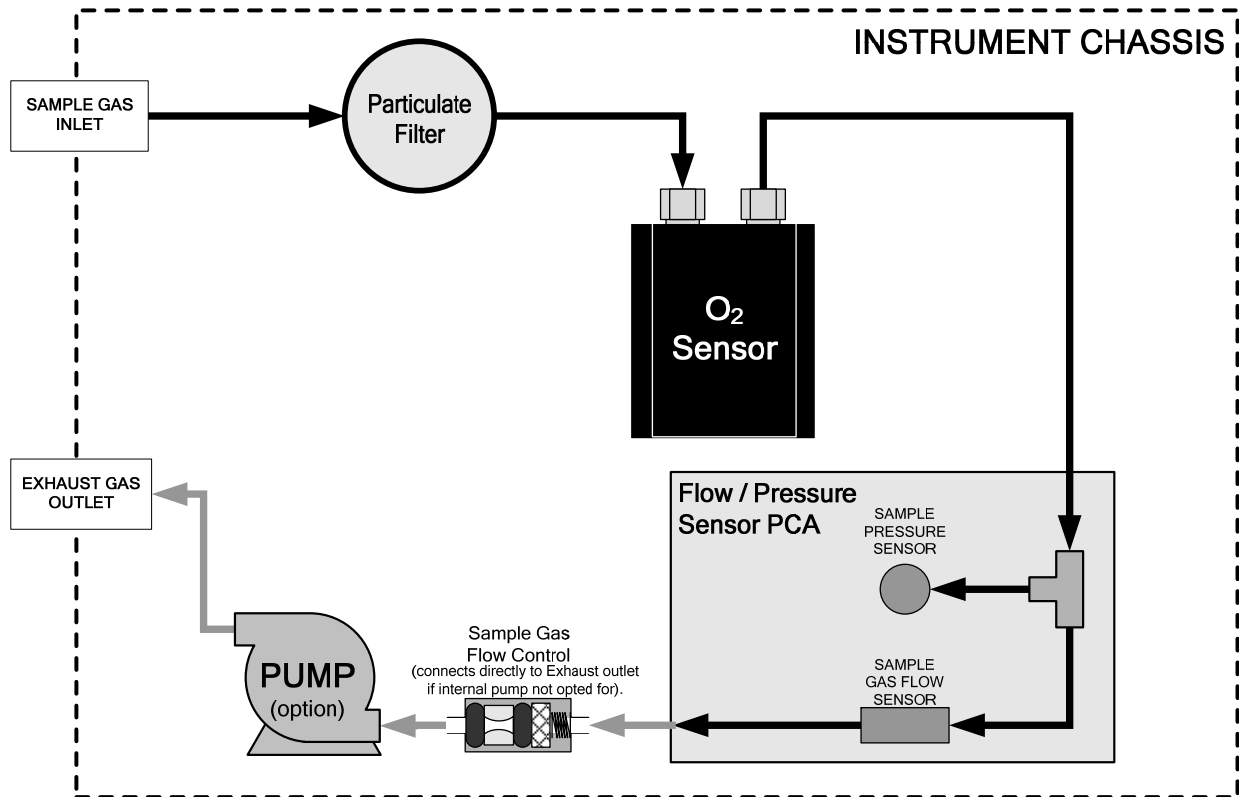 INSTRUMENT CHASSIS
SAMPLE GAS
INLET
Particulate
Filter
O₂
Sensor
EXHAUST GAS
OUTLET
Flow / Pressure
Sensor PCA
SAMPLE
PRESSURE
SENSOR
Sample Gas
Flow Control
(connects directly to Exhaust outlet
if internal pump not opted for).
SAMPLE
GAS FLOW
SENSOR
PUMP
(option)